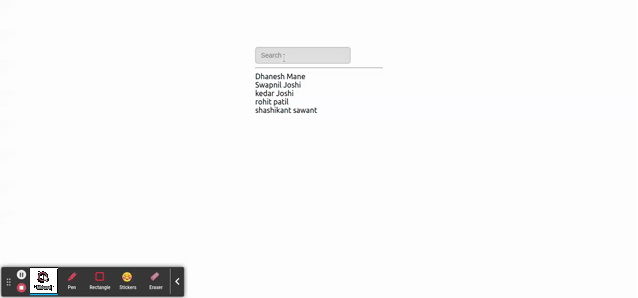 Search
Dhanesh Mane
Swapnil Joshi
kedar Joshi
rohit patil
shashikant sawant
Pen
Rectangle
Stickers
Eraser